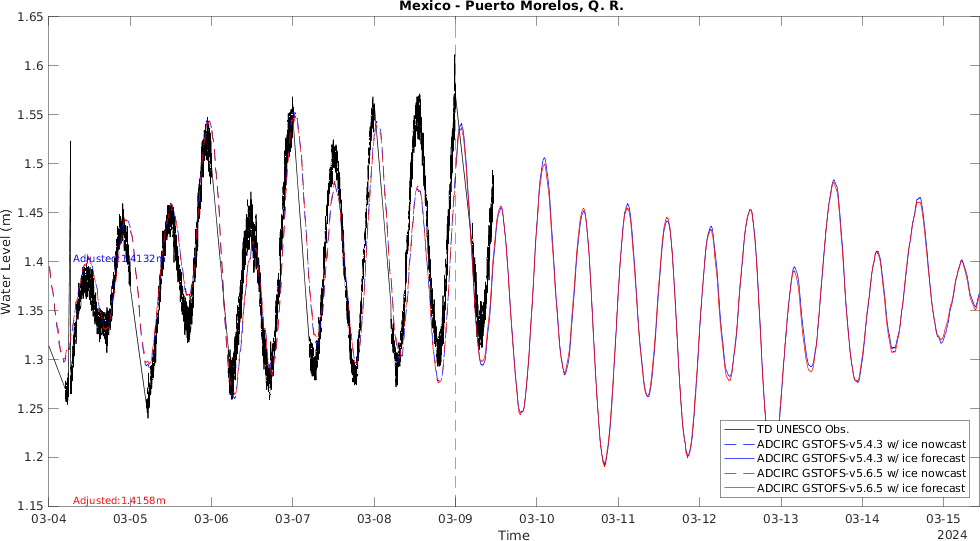 Mexico - Puerto Morelos, Q. R.
1.65
1.6
1.55
1.5
1.45
1.4
1.35
1.3
1.25
1.2
1.15
Water Level (m)
Adjusted:1.4132m
Adjusted:1.4158m
TD UNESCO Obs.
ADCIRC GSTOFS-v5.4.3 w/ ice nowcast
ADCIRC GSTOFS-v5.4.3 w/ ice forecast
ADCIRC GSTOFS-v5.6.5 w/ ice nowcast
ADCIRC GSTOFS-v5.6.5 w/ ice forecast
03-04 03-05 03-06 03-07 03-08 03-09 03-10 03-11 03-12 03-13 03-14 03-15
Time
2024